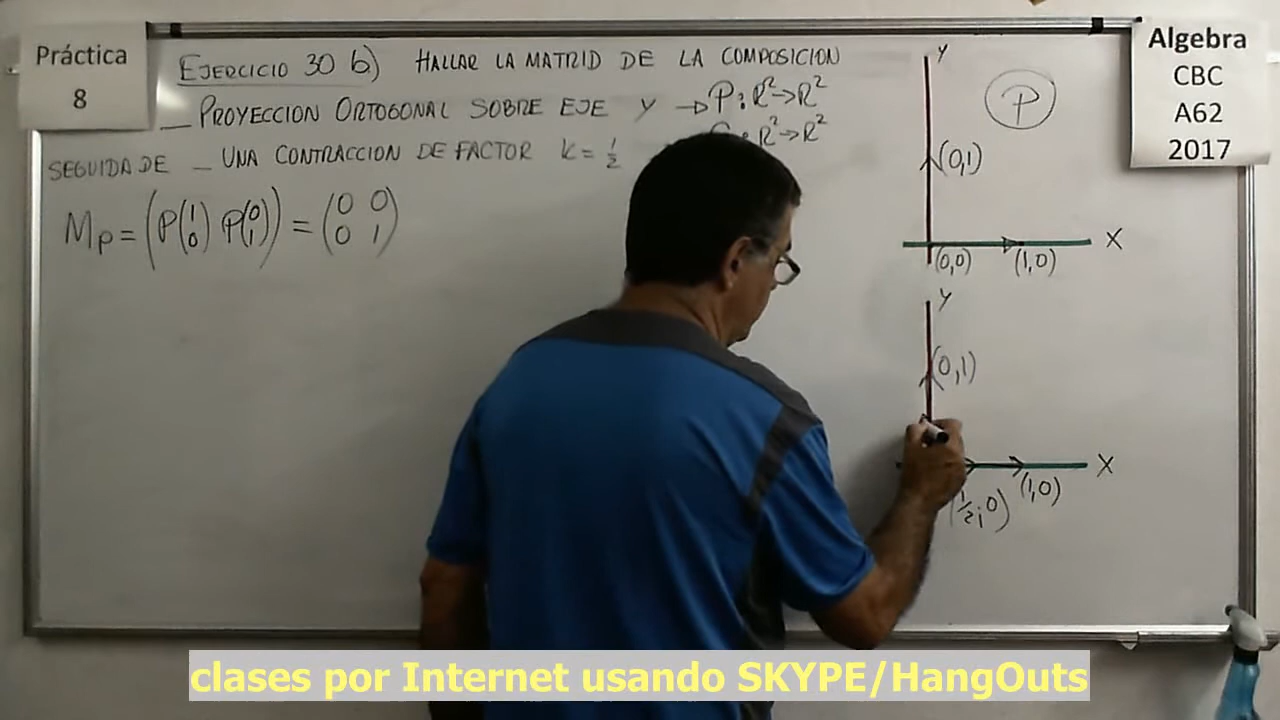 Práctica
8
EJERCICIO 30 b) HALLAR LA MATRID DE LA COMPOSICION
_ PROYECCION ORTOGONAL SOBRE EJE Y → P: R² → R²
R² → R²
SEGUIDA DE _ UNA CONTRACCION DE FACTOR K = 1/2
M_P = (P(1 0) P(0 1)) = (0 0 0 1)
Y
P
(0,1)
X
(0,0) (1,0)
Y
(0,1)
X
(1/2; 0) (1,0)
Algebra
CBC
A62
2017
clases por Internet usando SKYPE/HangOuts